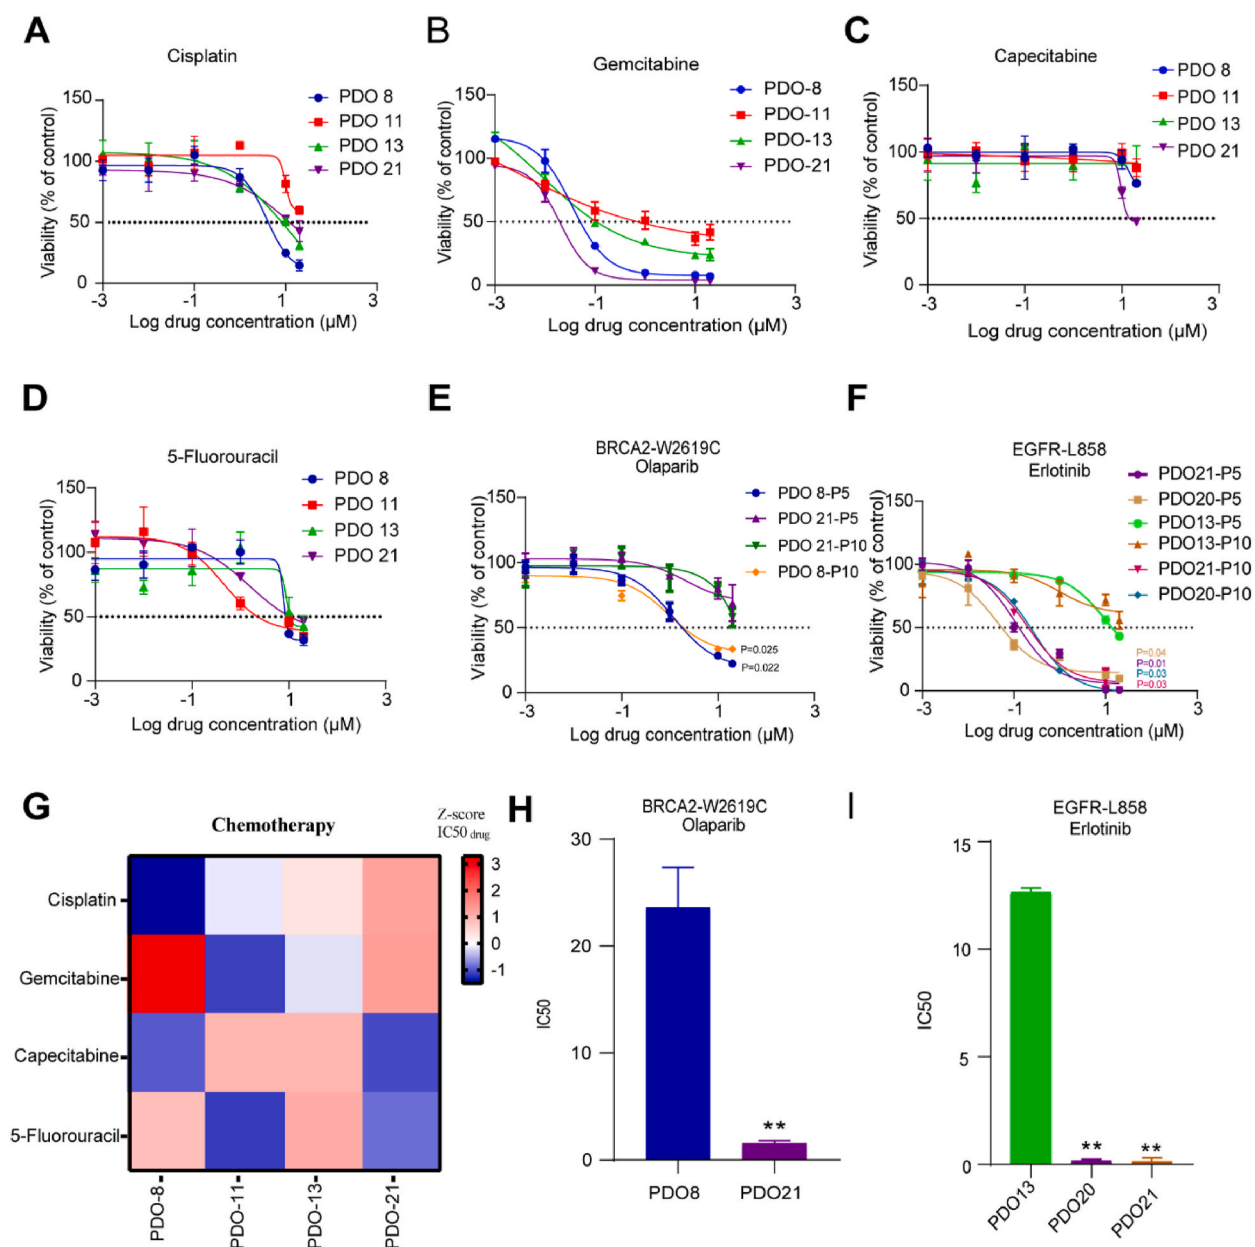 A
Cisplatin
Viability (% of control)
150
100
50
0
-3
-1
1
3
Log drug concentration (µM)
PDO 8
PDO 11
PDO 13
PDO 21
B
Gemcitabine
Viability (% of control)
150
100
50
0
-3
-1
1
3
Log drug concentration (µM)
PDO-8
PDO-11
PDO-13
PDO-21
C
Capecitabine
Viability (% of control)
100
50
0
-3
-1
1
3
Log drug concentration (µM)
PDO 8
PDO 11
PDO 13
PDO 21
D
5-Fluorouracil
Viability (% of control)
150
100
50
0
-3
-1
1
3
Log drug concentration (µM)
PDO 8
PDO 11
PDO 13
PDO 21
E
BRCA2-W2619C
Olaparib
Viability (% of control)
150
100
50
0
-3
-1
1
3
Log drug concentration (µM)
PDO 8-P5
PDO 21-P5
PDO 21-P10
PDO 8-P10
P=0.025
P=0.022
F
EGFR-L858
Erlotinib
Viability (% of control)
150
100
50
0
-3
-1
1
3
Log drug concentration (µM)
PDO21-P5
PDO20-P5
PDO13-P5
PDO13-P10
PDO21-P10
PDO20-P10
P=0.04
P=0.01
P=0.03
P=0.03
G
Chemotherapy
Z-score
IC50 drug
3
2
1
0
-1
Cisplatin
Gemcitabine
Capecitabine
5-Fluorouracil
PDO-8
PDO-11
PDO-13
PDO-21
H
BRCA2-W2619C
Olaparib
IC50
30
20
10
0
**
PDO8
PDO21
I
EGFR-L858
Erlotinib
IC50
15
10
5
0
**
**
PDO13
PDO20
PDO21